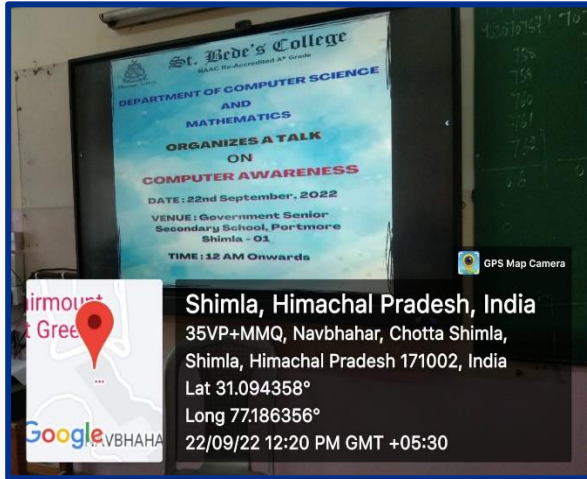 St. Bede's College
NAAC Re-Accredited A+ Grade
DEPARTMENT OF COMPUTER SCIENCE
AND
MATHEMATICS
ORGANIZES A TALK
ON
COMPUTER AWARENESS
DATE : 22nd September, 2022
VENUE : Government Senior
Secondary School, Portmore
Shimla - 01
TIME : 12 AM Onwards
GPS Map Camera
Shimla, Himachal Pradesh, India
35VP+MMQ, Navbhahar, Chotta Shimla,
Shimla, Himachal Pradesh 171002, India
Lat 31.094358°
Long 77.186356°
22/09/22 12:20 PM GMT +05:30
irmount
t Gree
Google
AVBHAHA